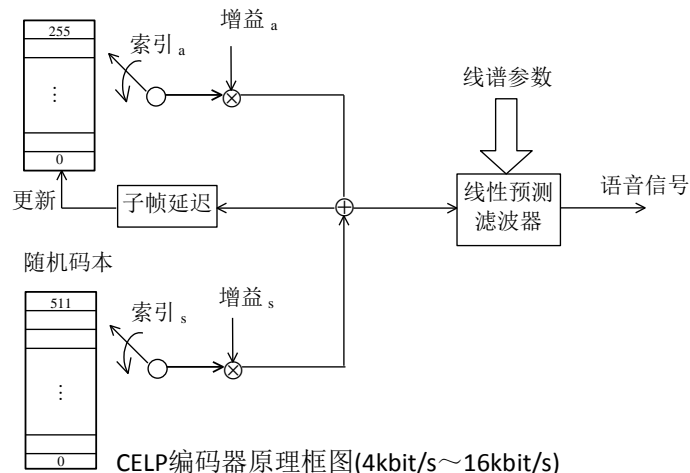 255
⋮
0
索引 a
增益 a
线谱参数
更新
子帧延迟
线性预测
滤波器
语音信号
随机码本
511
⋮
0
索引 s
增益 s
CELP编码器原理框图(4kbit/s～16kbit/s)